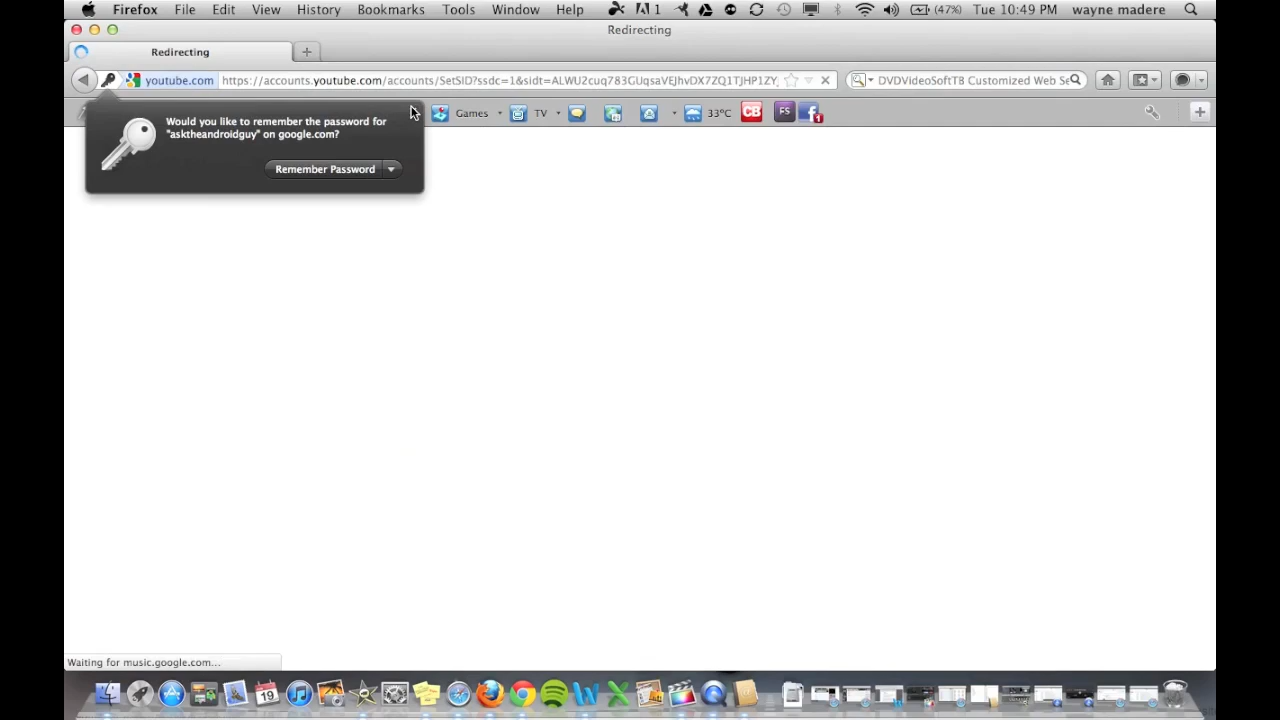 Firefox File Edit View History Bookmarks Tools Window Help 1 (47%) Tue 10:49 PM wayne madere
Redirecting
Redirecting
youtube.com https://accounts.youtube.com/accounts/SetSID?ssdc=1&sidt=ALWU2cuq783GUqsaVEJhvDX7ZQ1TJHP1ZY DVDVideoSoftTB Customized Web Se
Games TV 33°C CB FS 1
Would you like to remember the password for
"asktheandroidguy" on google.com?
Remember Password
Waiting for music.google.com...
19